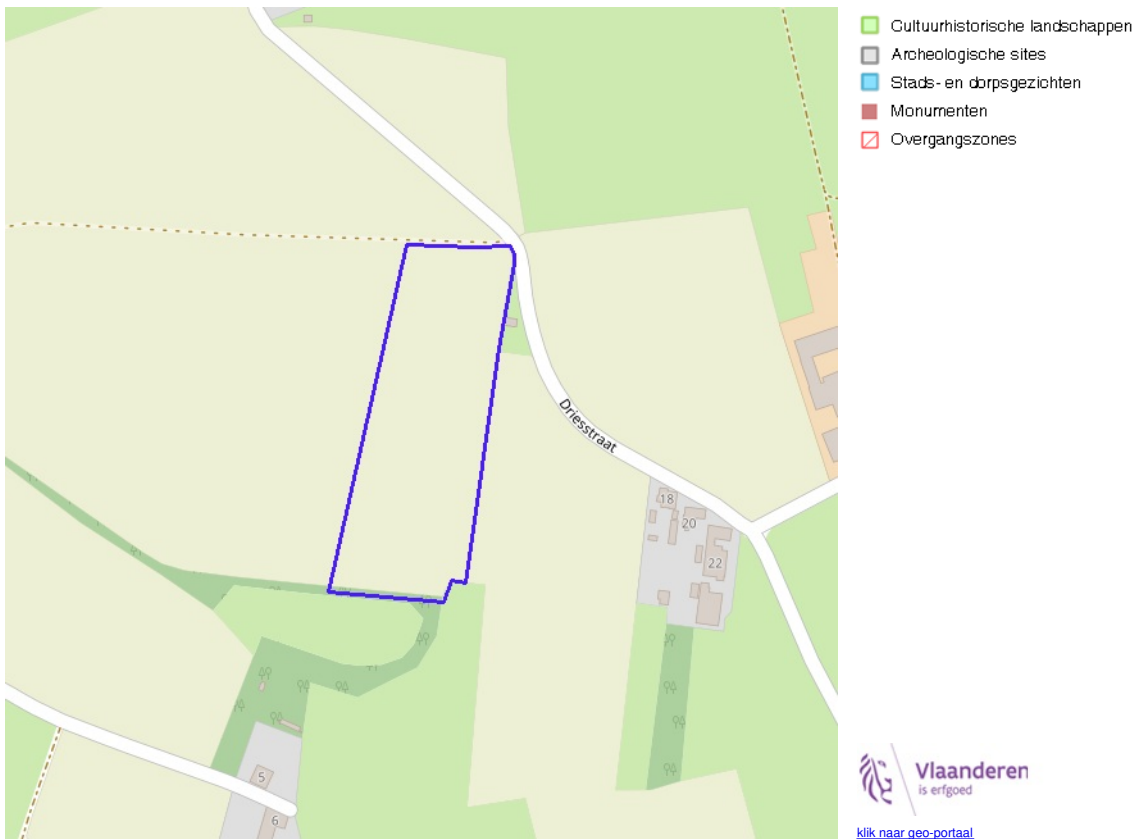 Cultuurhistorische landschappen
Archeologische sites
Stads- en dorpsgezichten
Monumenten
Overgangszones
Driesstraat
18
20
22
5
6
Vlaanderen
is erfgoed
klik naar geo-portaal